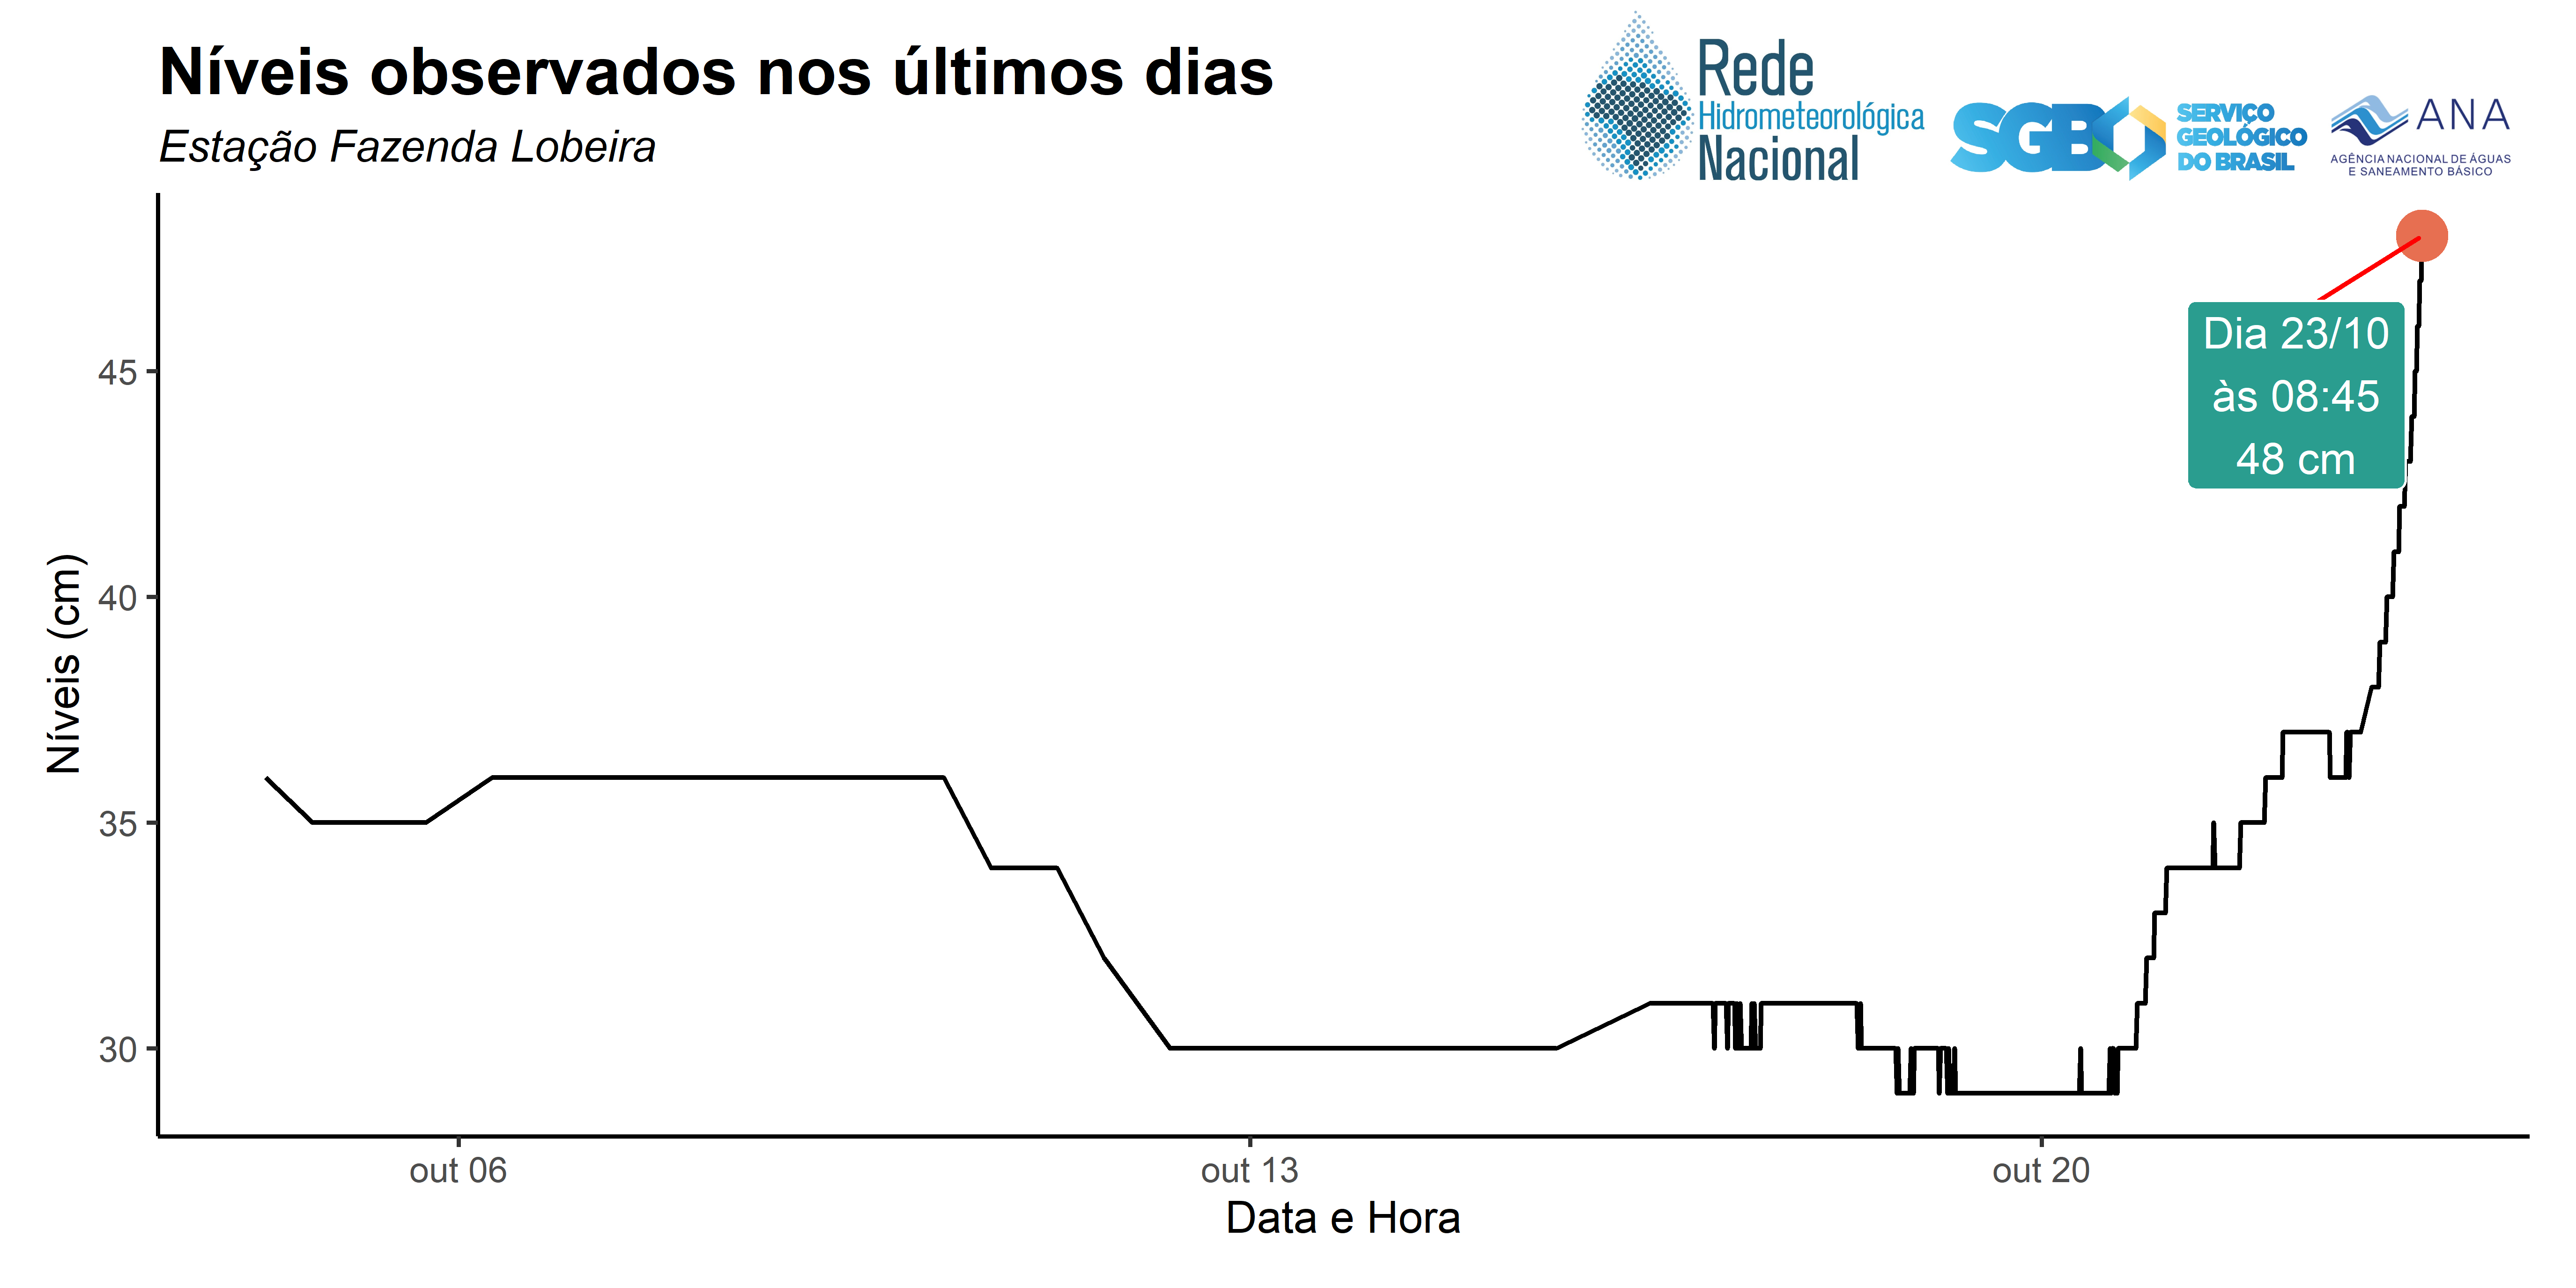 Níveis observados nos últimos dias
Estação Fazenda Lobeira
Rede
Hidrometeorológica
Nacional
SGB
SERVIÇO
GEOLÓGICO
DO BRASIL
ANA
AGÊNCIA NACIONAL DE ÁGUAS
E SANEAMENTO BÁSICO
Dia 23/10
às 08:45
48 cm
Níveis (cm)
45
40
35
30
out 06
out 13
out 20
Data e Hora